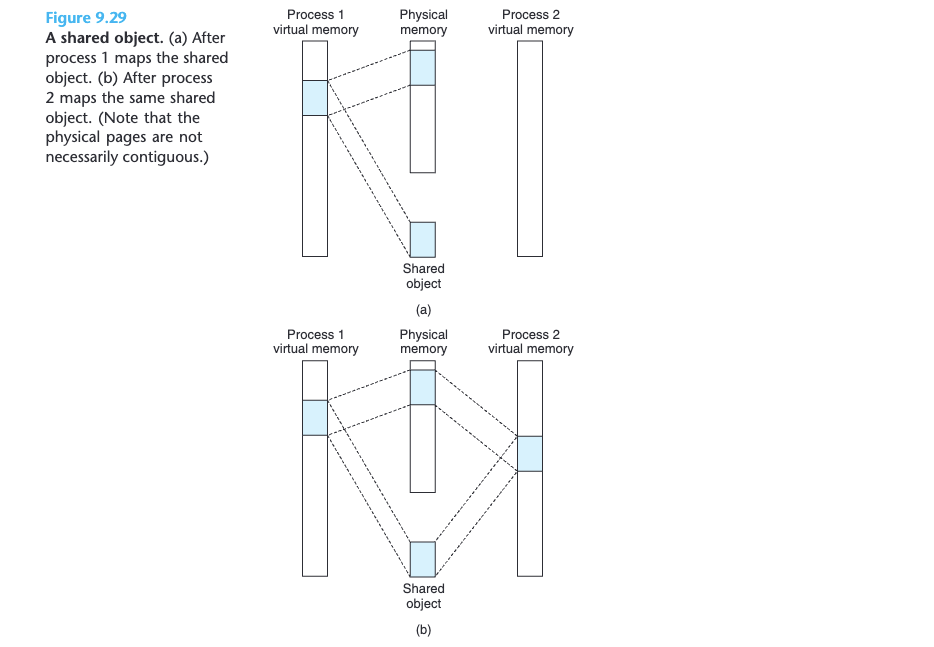 Figure 9.29
A shared object. (a) After
process 1 maps the shared
object. (b) After process
2 maps the same shared
object. (Note that the
physical pages are not
necessarily contiguous.)
Process 1
virtual memory
Physical
memory
Process 2
virtual memory
Shared
object
(a)
Process 1
virtual memory
Physical
memory
Process 2
virtual memory
Shared
object
(b)